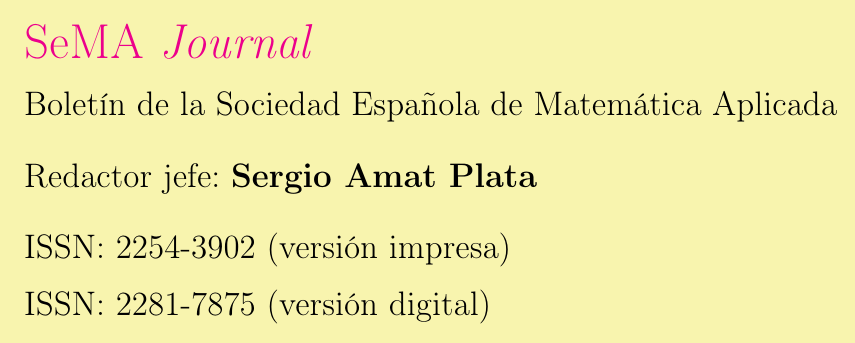 SeMA Journal
Boletín de la Sociedad Española de Matemática Aplicada
Redactor jefe: Sergio Amat Plata
ISSN: 2254-3902 (versión impresa)
ISSN: 2281-7875 (versión digital)